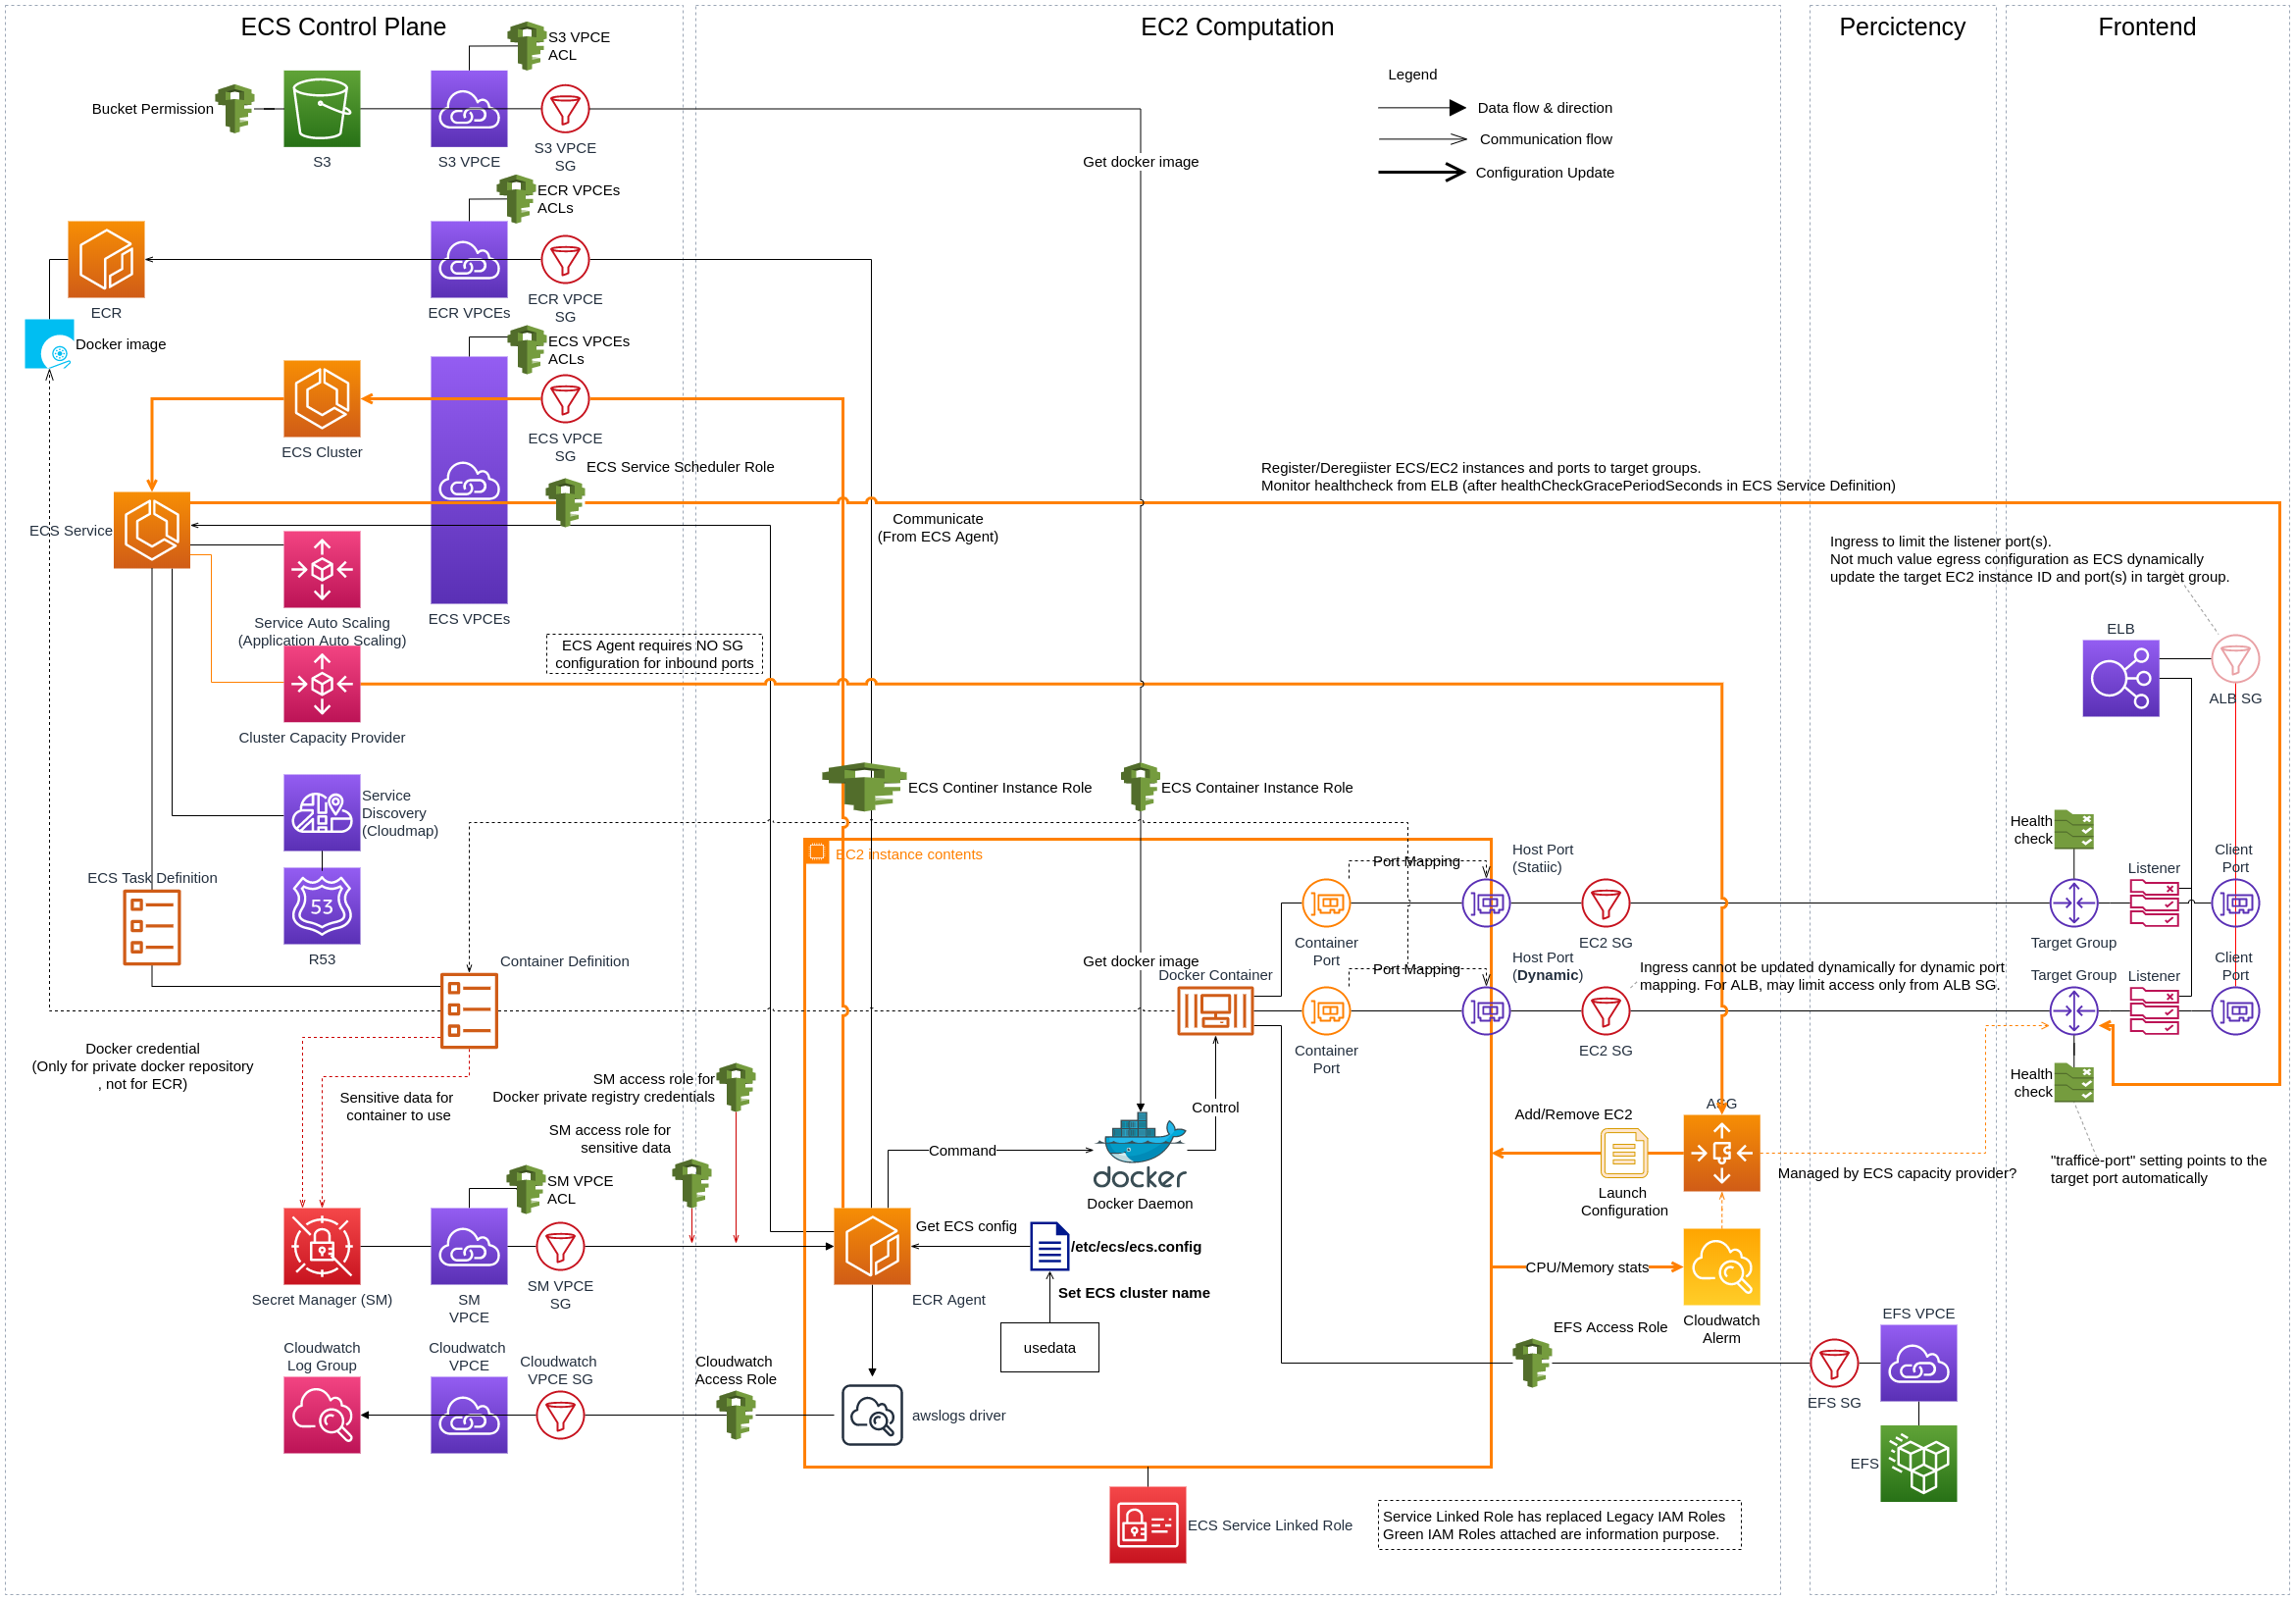 ECS Control Plane
EC2 Computation
Percictency
Frontend
S3 VPCE
ACL
Bucket Permission
S3
S3 VPCE
S3 VPCE
SG
Legend
Data flow & direction
Communication flow
Configuration Update
Get docker image
ECR VPCEs
ACLs
ECR
ECR VPCEs
ECR VPCE
SG
Docker image
ECS VPCEs
ACLs
ECS Cluster
ECS VPCE
SG
ECS Service Scheduler Role
Register/Deregiister ECS/EC2 instances and ports to target groups.
Monitor healthcheck from ELB (after healthCheckGracePeriodSeconds in ECS Service Definition)
ECS Service
Communicate
(From ECS Agent)
Ingress to limit the listener port(s).
Not much value egress configuration as ECS dynamically
update the target EC2 instance ID and port(s) in target group.
Service Auto Scaling
(Application Auto Scaling)
ECS VPCEs
ECS Agent requires NO SG
configuration for inbound ports
ELB
ALB SG
Cluster Capacity Provider
ECS Continer Instance Role
ECS Container Instance Role
Service
Discovery
(Cloudmap)
EC2 instance contents
Port Mapping
Host Port
(Statiic)
Health
check
Client
Port
Listener
ECS Task Definition
53
R53
Container
Port
EC2 SG
Target Group
Container Definition
Get docker image
Docker Container
Port Mapping
Host Port
(Dynamic)
Ingress cannot be updated dynamically for dynamic port
mapping. For ALB, may limit access only from ALB SG.
Target Group
Listener
Client
Port
Container
Port
EC2 SG
Docker credential
(Only for private docker repository
, not for ECR)
Sensitive data for
container to use
SM access role for
Docker private registry credentials
SM access role for
sensitive data
Control
Health
check
ASG
Add/Remove EC2
Command
docker
Docker Daemon
Launch
Configuration
Managed by ECS capacity provider?
"traffice-port" setting points to the
target port automatically
SM VPCE
ACL
Get ECS config
/etc/ecs/ecs.config
Set ECS cluster name
CPU/Memory stats
Secret Manager (SM)
SM
VPCE
SM VPCE
SG
ECR Agent
usedata
Cloudwatch
Alerm
EFS Access Role
EFS VPCE
Cloudwatch
Log Group
Cloudwatch
VPCE
Cloudwatch
VPCE SG
Cloudwatch
Access Role
awslogs driver
EFS SG
EFS
ECS Service Linked Role
Service Linked Role has replaced Legacy IAM Roles
Green IAM Roles attached are information purpose.